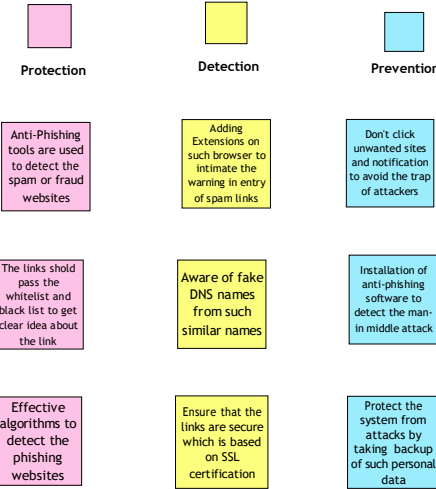 Protection
Detection
Prevention
Anti-Phishing
tools are used
to detect the
spam or fraud
websites
Adding
Extensions on
such browser to
intimate the
warning in entry
of spam links
Don't click
unwanted sites
and notification
to avoid the trap
of attackers
The links shold
pass the
whitelist and
black list to get
clear idea about
the link
Aware of fake
DNS names
from such
similar names
Installation of
anti-phishing
software to
detect the man-
in middle attack
Effective
algorithms to
detect the
phishing
websites
Ensure that the
links are secure
which is based
on SSL
certification
Protect the
system from
attacks by
taking backup
of such personal
data